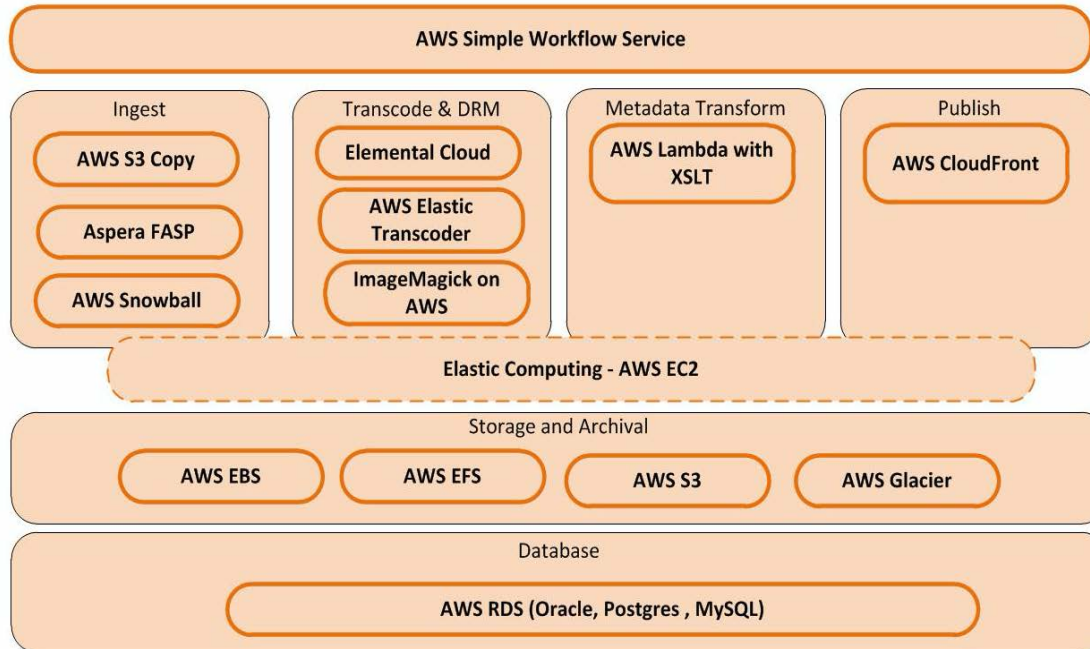 AWS Simple Workflow Service
Ingest
AWS S3 Copy
Aspera FASP
AWS Snowball
Transcode & DRM
Elemental Cloud
AWS Elastic
Transcoder
ImageMagick on
AWS
Metadata Transform
AWS Lambda with
XSLT
Publish
AWS CloudFront
Elastic Computing - AWS EC2
Storage and Archival
AWS EBS
AWS EFS
AWS S3
AWS Glacier
Database
AWS RDS (Oracle, Postgres , MySQL)